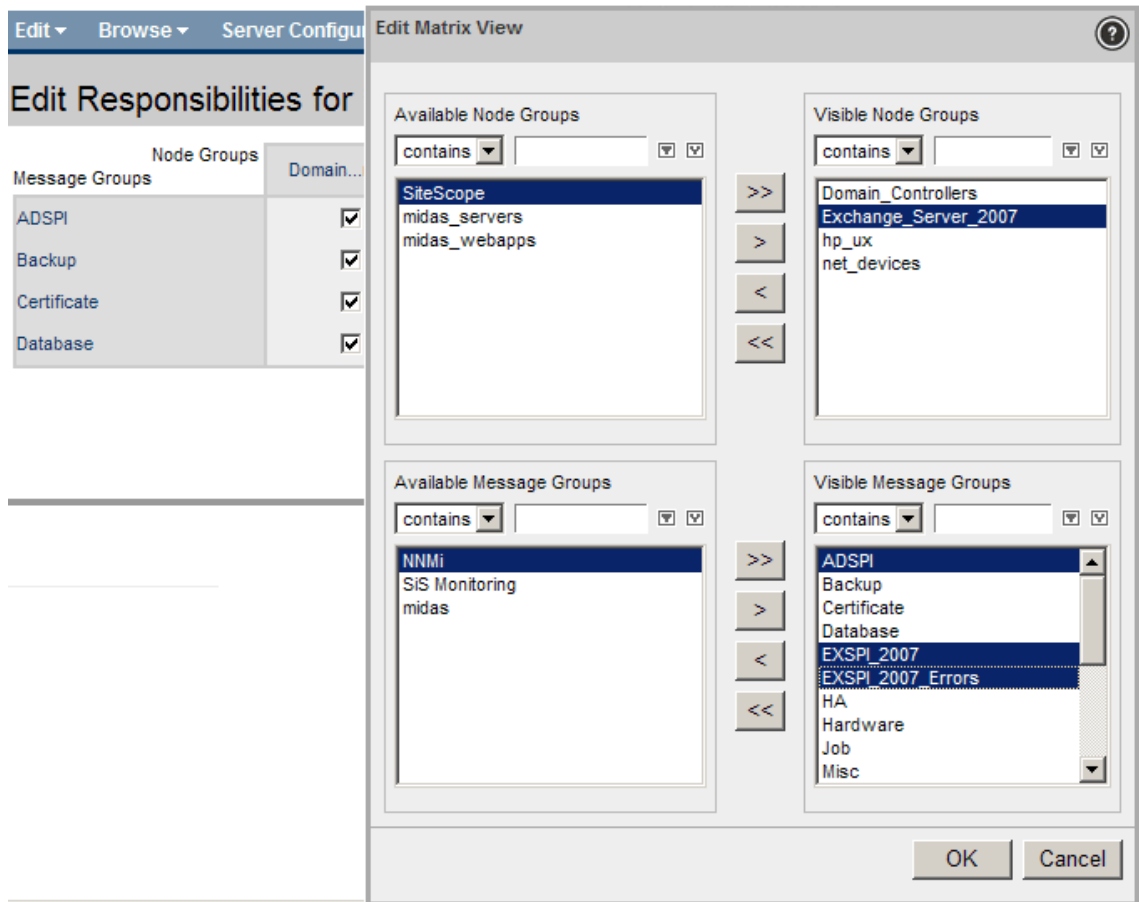 Edit Browse Server Configur
Edit Matrix View
?
Edit Responsibilities for
Node Groups
Message Groups
Domain...
ADSPI
Backup
Certificate
Database
Available Node Groups
contains
SiteScope
midas_servers
midas_webapps
>>
>
<
<<
Visible Node Groups
contains
Domain_Controllers
Exchange_Server_2007
hp_ux
net_devices
Available Message Groups
contains
NNMi
SiS Monitoring
midas
>>
>
<
<<
Visible Message Groups
contains
ADSPI
Backup
Certificate
Database
EXSPI_2007
EXSPI_2007_Errors
HA
Hardware
Job
Misc
OK Cancel